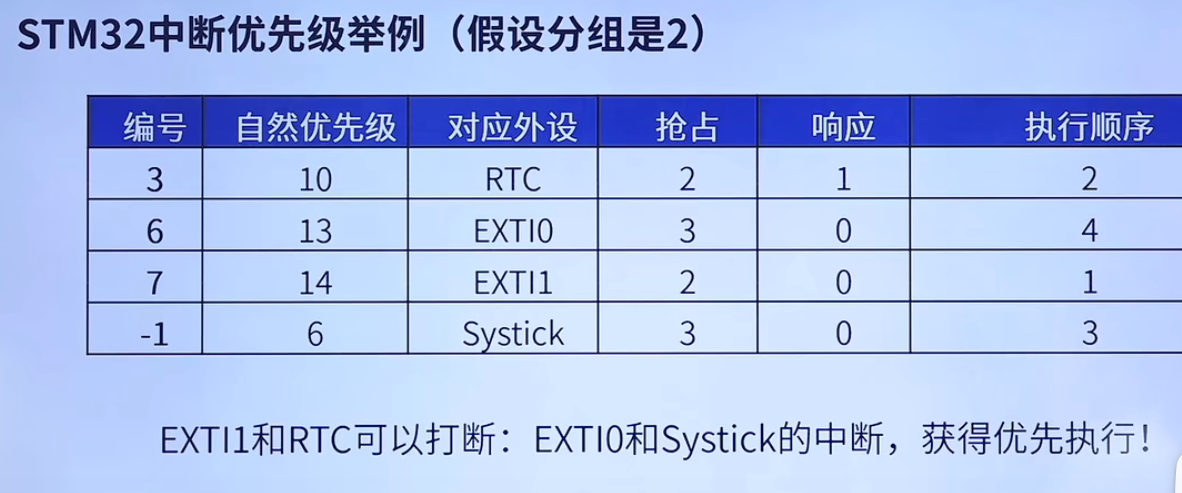 STM32中断优先级举例（假设分组是2）
编号 自然优先级 对应外设 抢占 响应 执行顺序
3 10 RTC 2 1 2
6 13 EXTI0 3 0 4
7 14 EXTI1 2 0 1
-1 6 Systick 3 0 3
EXTI1和RTC可以打断：EXTI0和Systick的中断，获得优先执行！